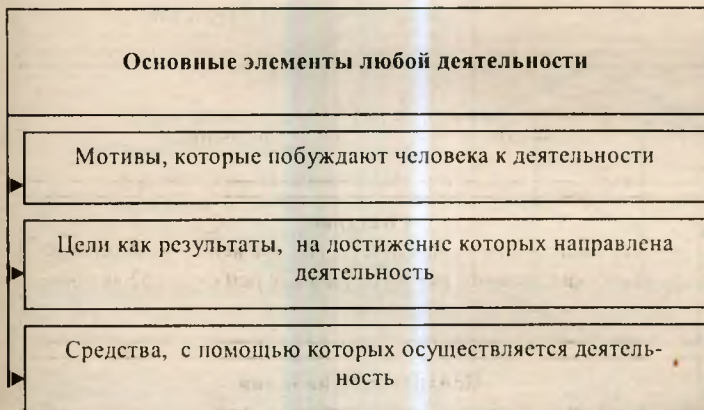 Основные элементы любой деятельности
Мотивы, которые побуждают человека к деятельности
Цели как результаты, на достижение которых направлена
деятельность
Средства, с помощью которых осуществляется деятель-
ность